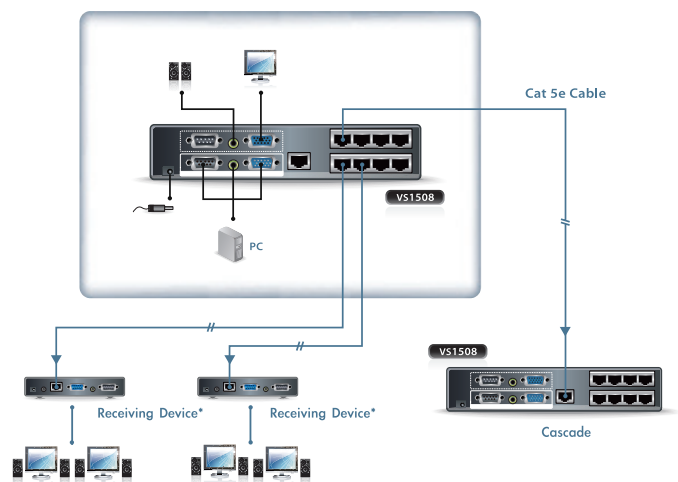 Cat 5e Cable
VS1508
PC
VS1508
Receiving Device*
Receiving Device*
Cascade